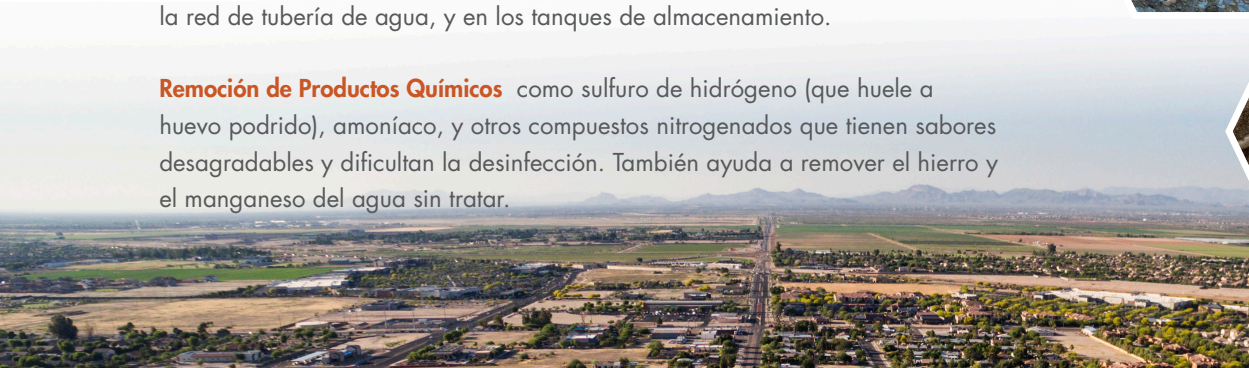 la red de tubería de agua, y en los tanques de almacenamiento.
Remoción de Productos Químicos como sulfuro de hidrógeno (que huele a
huevo podrido), amoníaco, y otros compuestos nitrogenados que tienen sabores
desagradables y dificultan la desinfección. También ayuda a remover el hierro y
el manganeso del agua sin tratar.